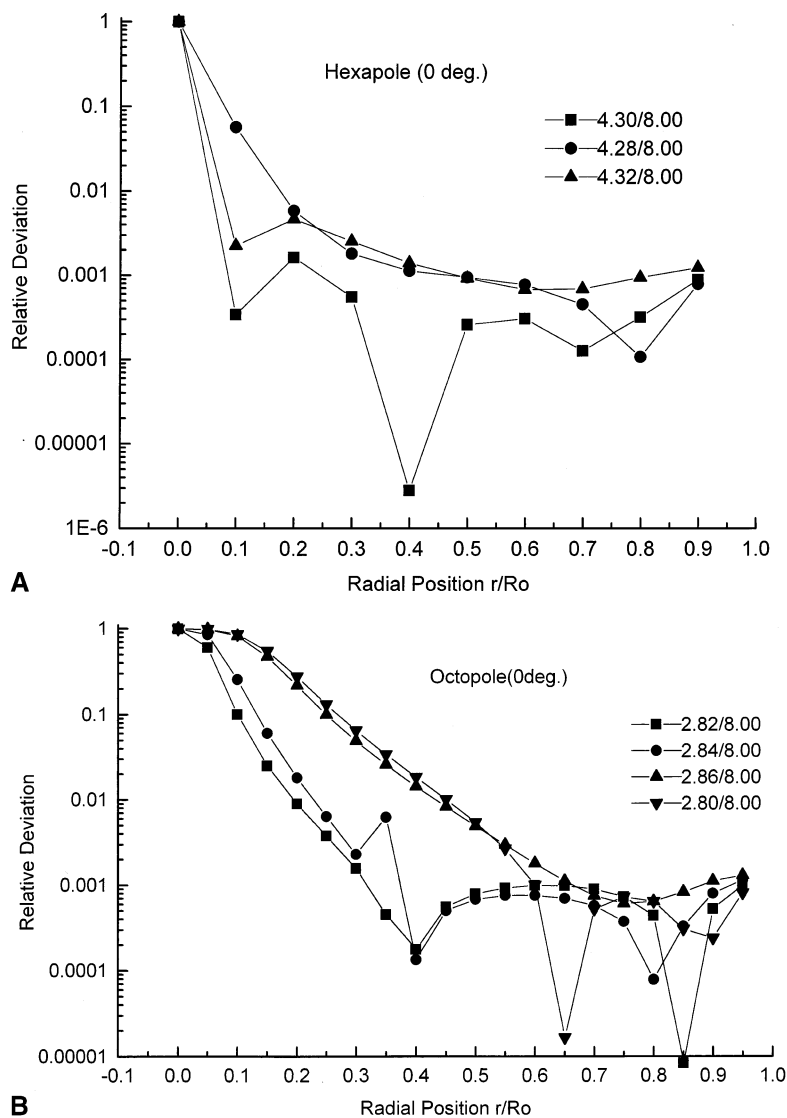 Hexapole (0 deg.)
4.30/8.00
4.28/8.00
4.32/8.00
Relative Deviation
1
0.1
0.01
0.001
0.0001
0.00001
1E-6
-0.1 0.0 0.1 0.2 0.3 0.4 0.5 0.6 0.7 0.8 0.9 1.0
Radial Position r/Ro
A
Octopole(0deg.)
2.82/8.00
2.84/8.00
2.86/8.00
2.80/8.00
Relative Deviation
1
0.1
0.01
0.001
0.0001
0.00001
-0.1 0.0 0.1 0.2 0.3 0.4 0.5 0.6 0.7 0.8 0.9 1.0
Radial Position r/Ro
B